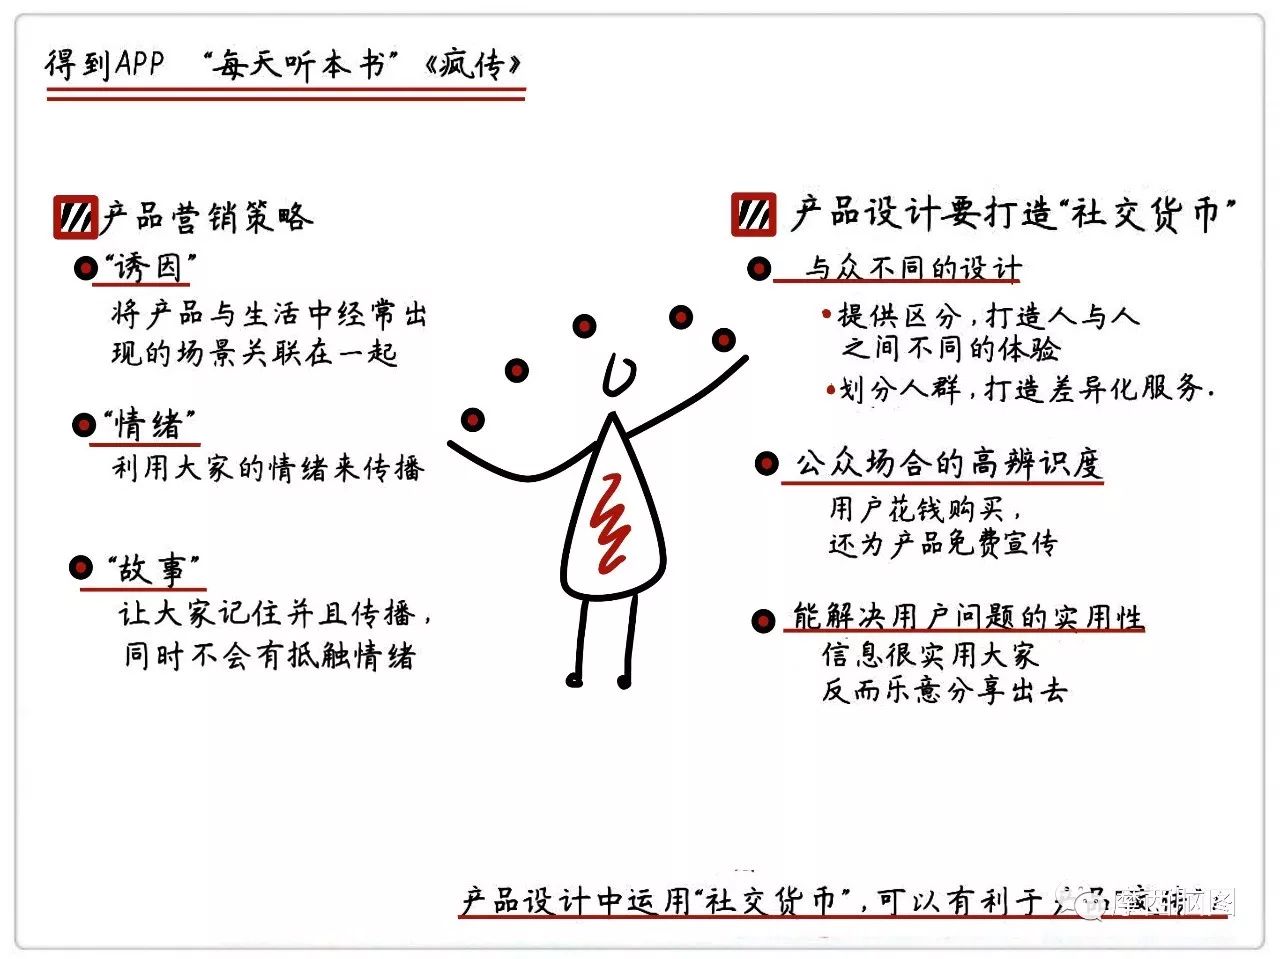 得到APP “每天听本书”《疯传》
产品营销策略
“诱因”
将产品与生活中经常出
现的场景关联在一起
“情绪”
利用大家的情绪来传播
“故事”
让大家记住并且传播，
同时不会有抵触情绪
产品设计要打造“社交货币”
与众不同的设计
提供区分，打造人与人
之间不同的体验
划分人群，打造差异化服务.
公众场合的高辨识度
用户花钱购买，
还为产品免费宣传
能解决用户问题的实用性
信息很实用大家
反而乐意分享出去
产品设计中运用“社交货币”，可以有利于产品
摩西脑图